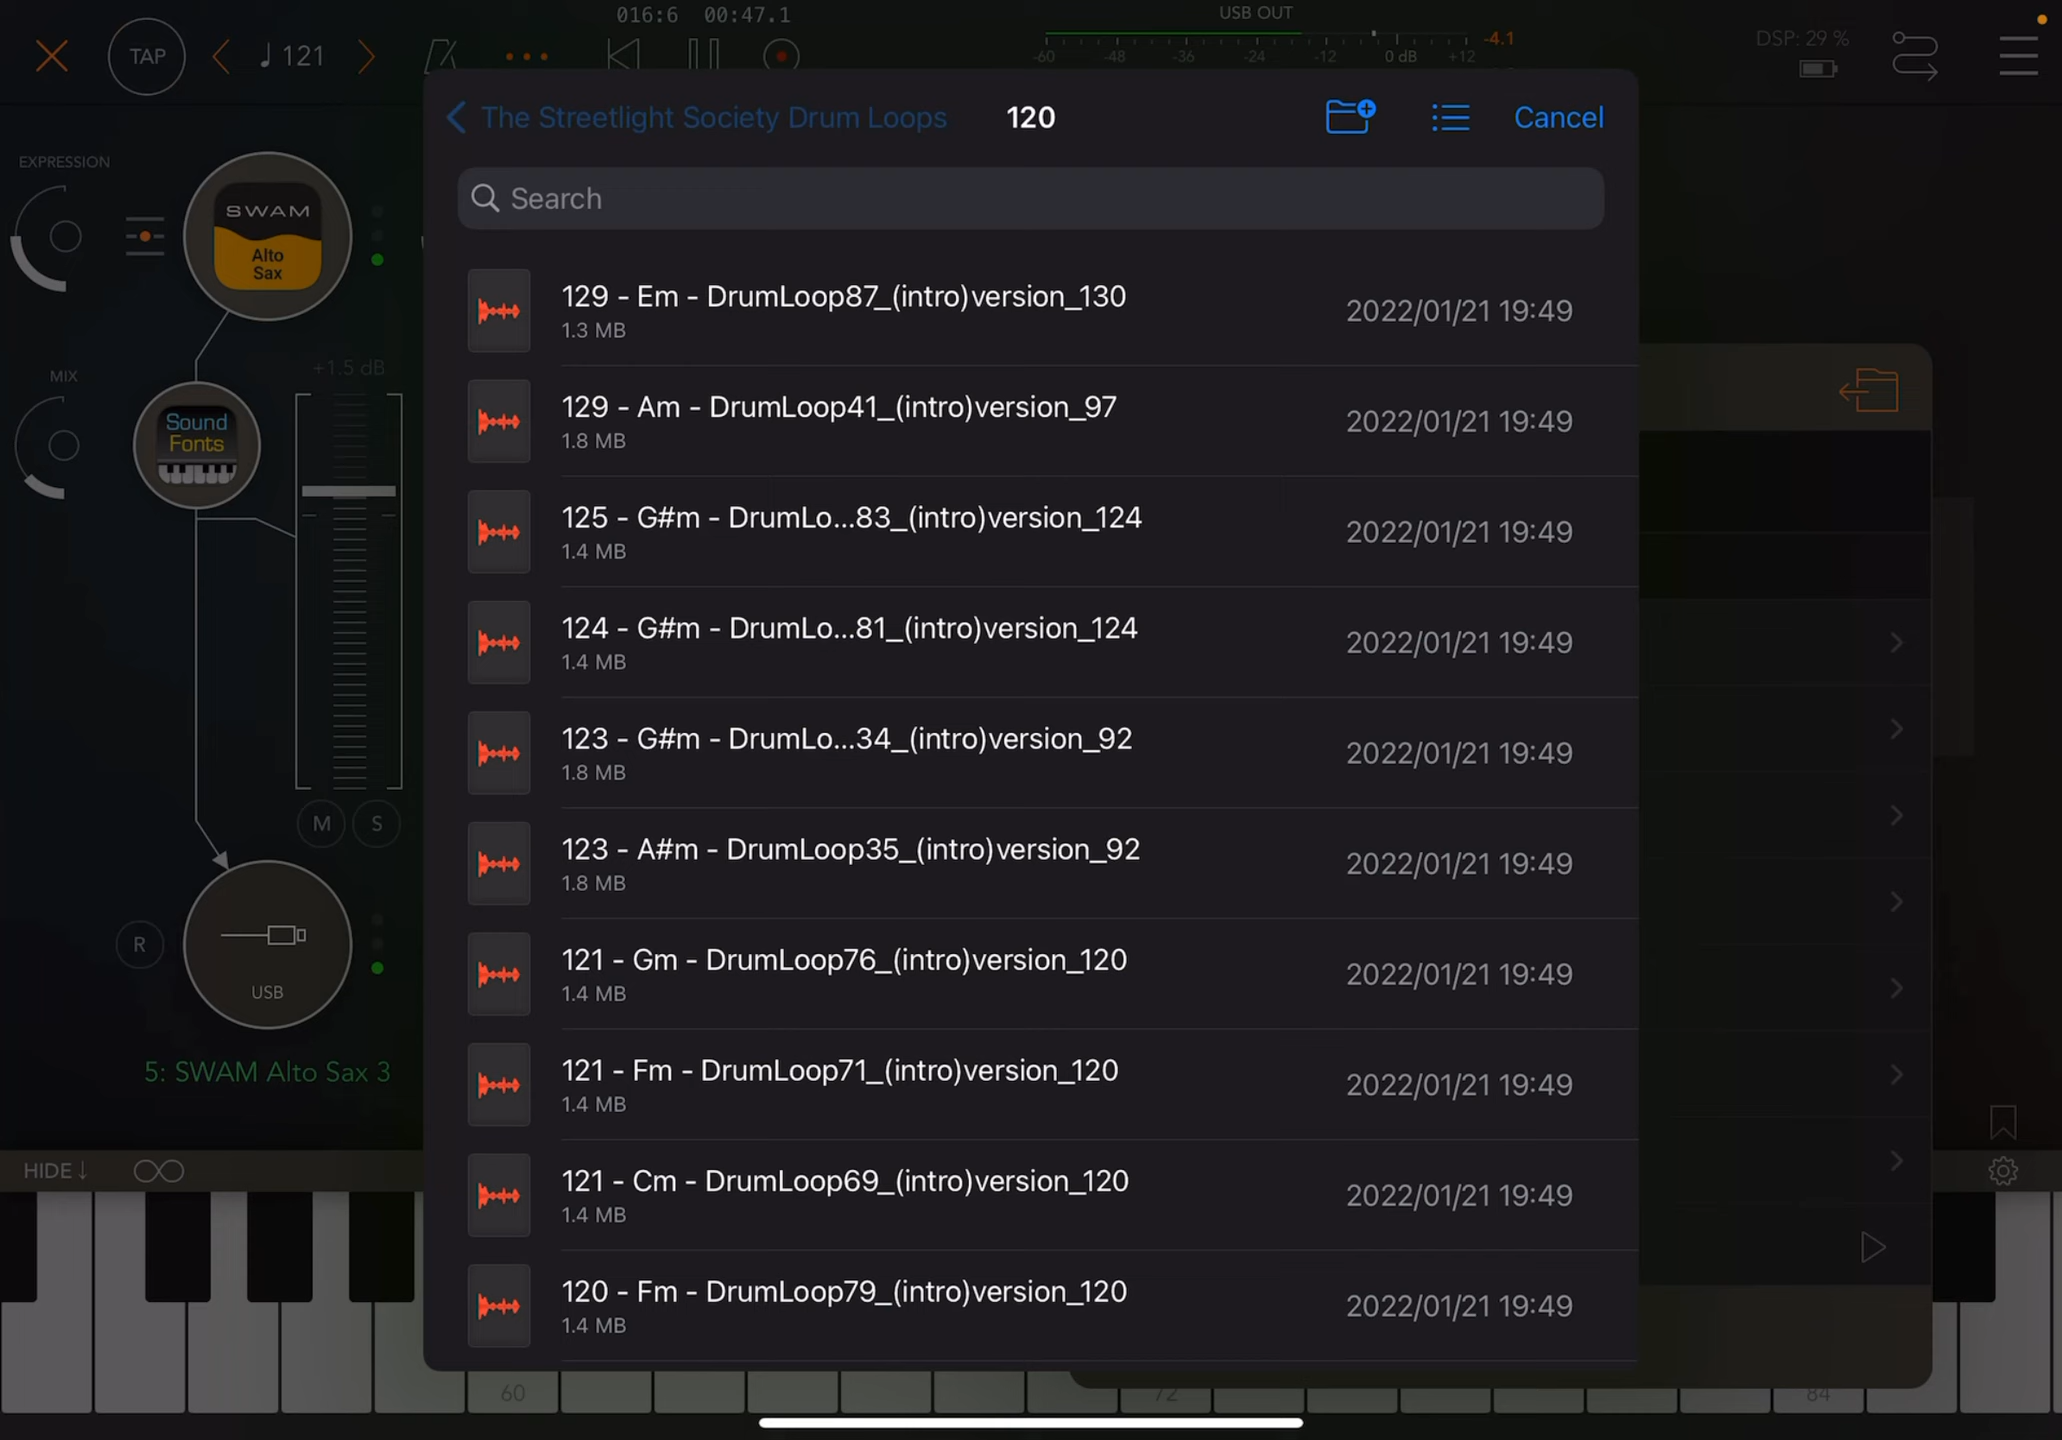 016:6 00:47.1
USB OUT
TAP
121
-60 -48 -36 -24 -12 0 dB +12
-4.1
DSP: 29 %
The Streetlight Society Drum Loops
120
Cancel
Search
EXPRESSION
SWAM
Alto
Sax
MIX
+1.5 dB
Sound
Fonts
M
S
R
USB
5: SWAM Alto Sax 3
HIDE↓
129 - Em - DrumLoop87_(intro)version_130
1.3 MB
2022/01/21 19:49
129 - Am - DrumLoop41_(intro)version_97
1.8 MB
2022/01/21 19:49
125 - G#m - DrumLo...83_(intro)version_124
1.4 MB
2022/01/21 19:49
124 - G#m - DrumLo...81_(intro)version_124
1.4 MB
2022/01/21 19:49
123 - G#m - DrumLo...34_(intro)version_92
1.8 MB
2022/01/21 19:49
123 - A#m - DrumLoop35_(intro)version_92
1.8 MB
2022/01/21 19:49
121 - Gm - DrumLoop76_(intro)version_120
1.4 MB
2022/01/21 19:49
121 - Fm - DrumLoop71_(intro)version_120
1.4 MB
2022/01/21 19:49
121 - Cm - DrumLoop69_(intro)version_120
1.4 MB
2022/01/21 19:49
120 - Fm - DrumLoop79_(intro)version_120
1.4 MB
2022/01/21 19:49
60
72
84